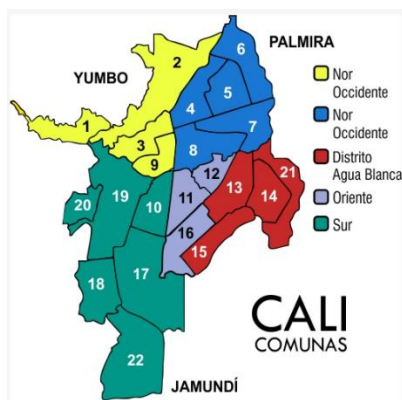 6
PALMIRA
2
YUMBO
5
4
1
3
7
8
9
12
21
11
13
14
19
20
10
16
15
17
18
22
Nor
Occidente
Nor
Occidente
Distrito
Agua Blanca
Oriente
Sur
CALI
COMUNAS
JAMUNDÍ